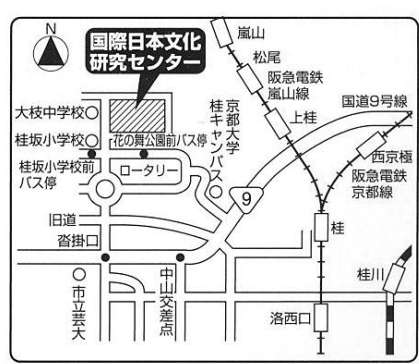 N
国際日本文化
研究センター
嵐山
松尾
阪急電鉄
嵐山線
上桂
国道9号線
大枝中学校
桂坂小学校
花の舞公園前バス停
桂坂小学校前
バス停
ロータリー
京都大学
桂キャンパス
西京極
阪急電鉄
京都線
9
旧道
沓掛口
桂
桂川
市立芸大
中山交差点
洛西口